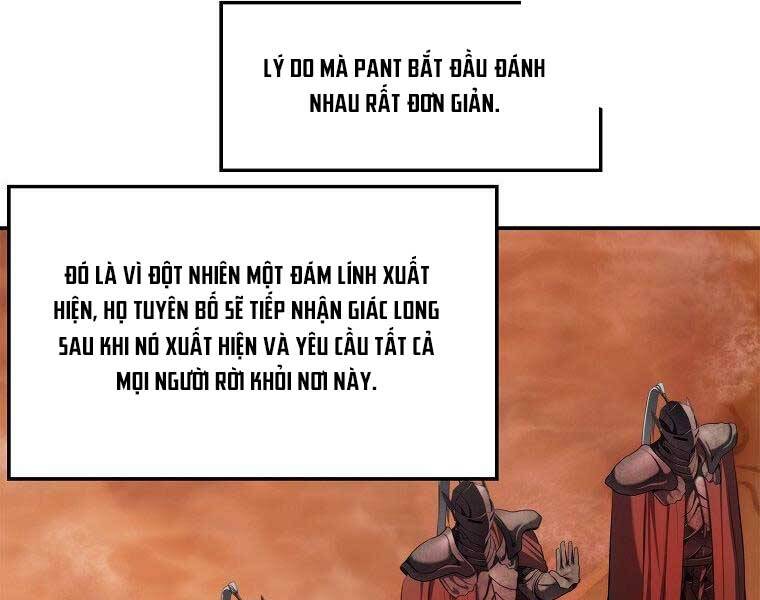 LÝ DO MÀ PANT BẮT ĐẦU ĐÁNH
NHAU RẤT ĐƠN GIẢN.
ĐÓ LÀ VÌ ĐỘT NHIÊN MỘT ĐÁM LÍNH XUẤT
HIỆN, HỌ TUYÊN BỐ SẼ TIẾP NHẬN GIÁC LONG
SAU KHI NÓ XUẤT HIỆN VÀ YÊU CẦU TẤT CẢ
MỌI NGƯỜI RỜI KHỎI NƠI NÀY.